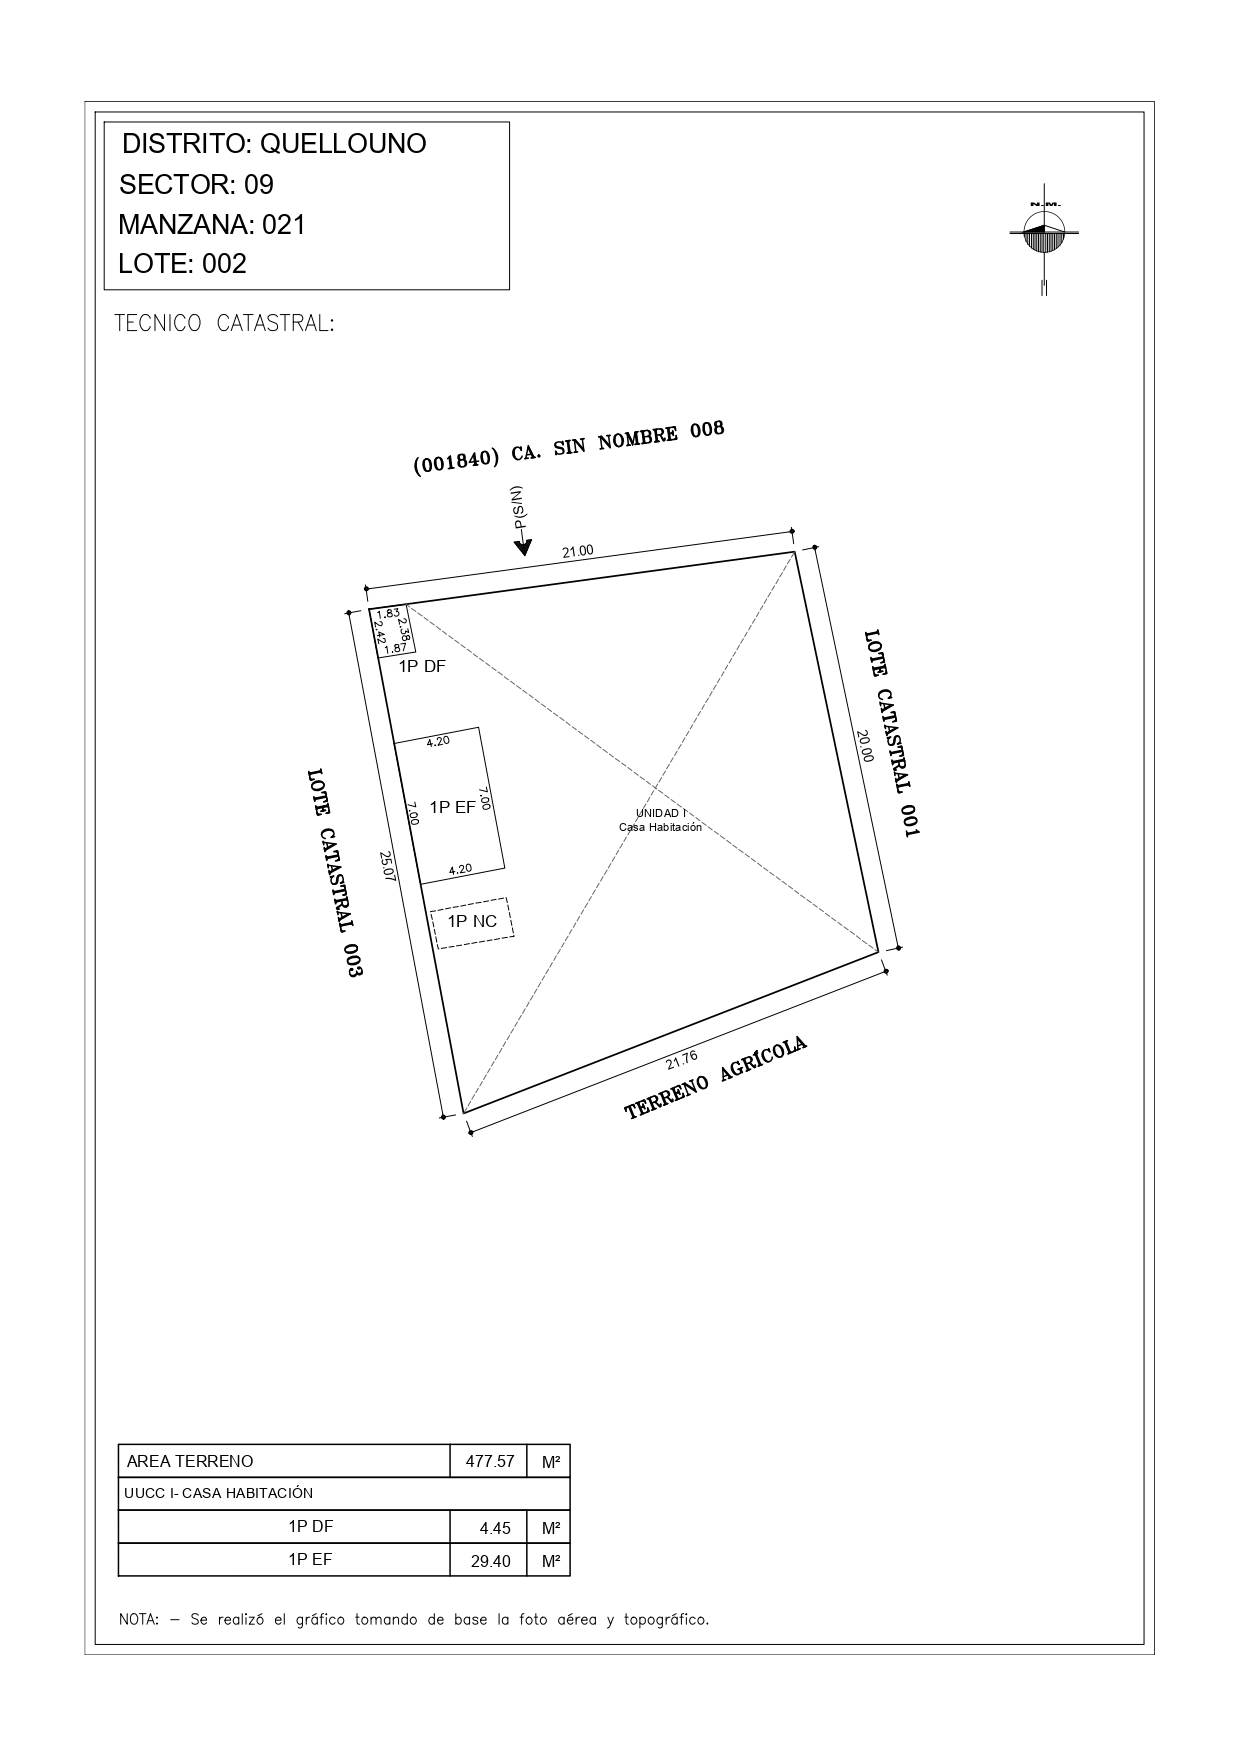 DISTRITO: QUELLOUNO
SECTOR: 09
MANZANA: 021
LOTE: 002
N.M.
TECNICO CATASTRAL:
(001840) CA. SIN NOMBRE 008
P(S/N)
21.00
1.83
2.42
2.38
1.87
1P DF
LOTE CATASTRAL 001
20.00
4.20
7.00
1P EF
7.00
4.20
UNIDAD I
Casa Habitación
LOTE CATASTRAL 003
25.07
1P NC
21.76
TERRENO AGRÍCOLA
AREA TERRENO 477.57 M²
UUCC I- CASA HABITACIÓN
1P DF 4.45 M²
1P EF 29.40 M²
NOTA: - Se realizó el gráfico tomando de base la foto aérea y topográfico.